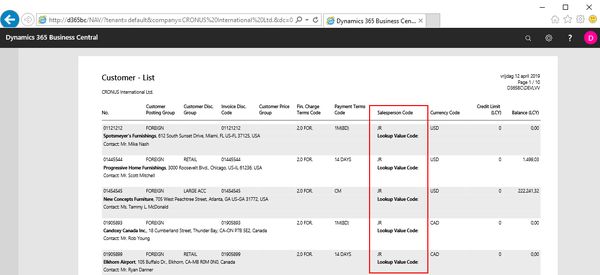 http://d365bc/NAV/?tenant=default&company=CRONUS%20International%20Ltd.&dc=0
Dynamics 365 Business Cent...
Dynamics 365 Business Central
D
Customer - List
CRONUS International Ltd.
vrijdag 12 april 2019
Page 1 / 10
D365BC\DEVLVV
No. Customer Posting Group Customer Disc. Group Invoice Disc. Code Customer Price Group Fin. Charge Terms Code Payment Terms Code Salesperson Code Currency Code Credit Limit (LCY) Balance (LCY)
01121212 FOREIGN 01121212 2.0 FOR. 1M(8D) JR USD 0 0,00
Spotsmeyer's Furnishings, 612 South Sunset Drive, Miami, FL US-FL 37125, USA Lookup Value Code:
Contact: Mr. Mike Nash
01445544 FOREIGN RETAIL 01445544 2.0 FOR. 14 DAYS JR USD 0 1.499,03
Progressive Home Furnishings, 3000 Roosevelt Blvd., Chicago, US-IL 61236, USA Lookup Value Code:
Contact: Mr. Scott Mitchell
01454545 FOREIGN LARGE ACC 01454545 2.0 FOR. CM JR USD 0 222.241,32
New Concepts Furniture, 705 West Peachtree Street, Atlanta, GA US-GA 31772, USA Lookup Value Code:
Contact: Ms. Tammy L. McDonald
01905893 FOREIGN 01905893 2.0 FOR. 1M(8D) JR CAD 0 0,00
Candoxy Canada Inc., 18 Cumberland Street, Thunder Bay, CA-ON P7B 5E2, Canada Lookup Value Code:
Contact: Mr. Rob Young
01905899 FOREIGN RETAIL 01905899 2.0 FOR. 14 DAYS JR CAD 0 0,00
Elkhorn Airport, 105 Buffalo Dr., Elkhorn, CA-MB R0M 0N0, Canada Lookup Value Code:
Contact: Mr. Ryan Danner